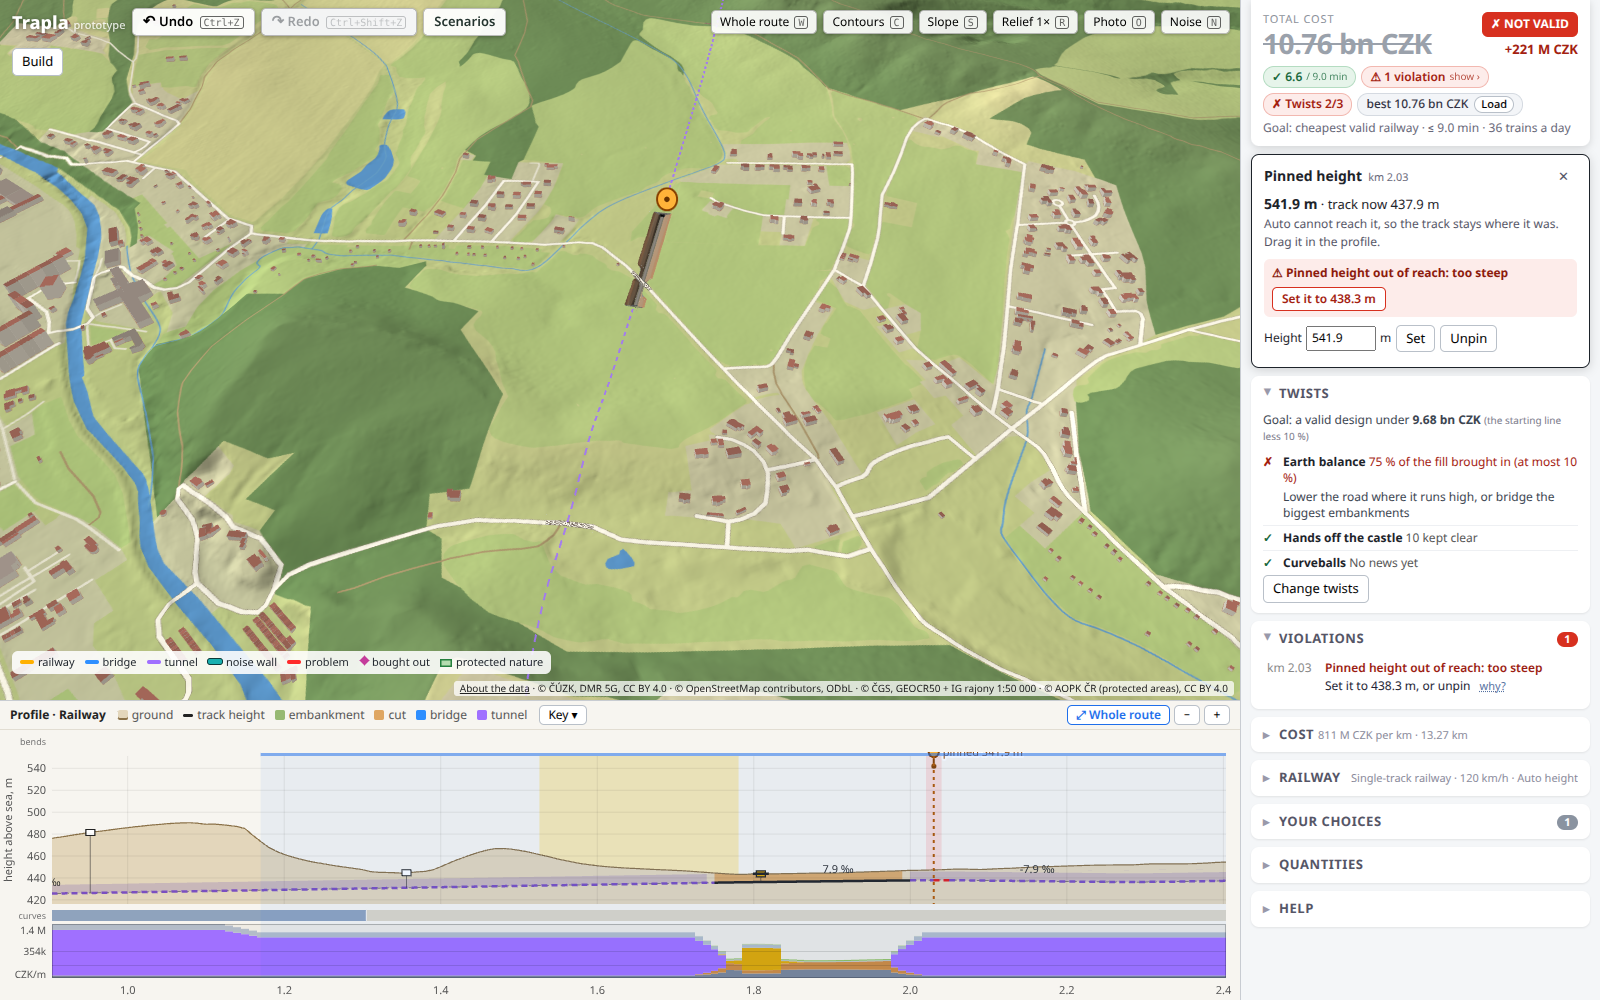 Trapla prototype
Undo Ctrl+Z
Redo Ctrl+Shift+Z
Scenarios
Whole route W
Contours C
Slope S
Relief 1× R
Photo O
Noise N
Build
railway
bridge
tunnel
noise wall
problem
bought out
protected nature
About the data · © ČÚZK, DMR 5G, CC BY 4.0 · © OpenStreetMap contributors, ODbL · © ČGS, GEOCR50 + IG rajony 1:50 000 · © AOPK ČR (protected areas), CC BY 4.0
Profile · Railway
ground
track height
embankment
cut
bridge
tunnel
Key ▾
Whole route
−
+
bends
height above sea, m
540
520
500
480
460
440
420
‰
pinned 541.9 m
7.9 ‰
-7.9 ‰
curves
1.4 M
354k
CZK/m
1.0
1.2
1.4
1.6
1.8
2.0
2.2
2.4
TOTAL COST
✗ NOT VALID
10.76 bn CZK
+221 M CZK
✓ 6.6 / 9.0 min
⚠ 1 violation show ›
✗ Twists 2/3
best 10.76 bn CZK Load
Goal: cheapest valid railway · ≤ 9.0 min · 36 trains a day
Pinned height km 2.03
✕
541.9 m · track now 437.9 m
Auto cannot reach it, so the track stays where it was.
Drag it in the profile.
⚠ Pinned height out of reach: too steep
Set it to 438.3 m
Height 541.9 m Set Unpin
TWISTS
Goal: a valid design under 9.68 bn CZK (the starting line
less 10 %)
✗ Earth balance 75 % of the fill brought in (at most 10
%)
Lower the road where it runs high, or bridge the
biggest embankments
✓ Hands off the castle 10 kept clear
✓ Curveballs No news yet
Change twists
VIOLATIONS 1
km 2.03 Pinned height out of reach: too steep
Set it to 438.3 m, or unpin why?
COST 811 M CZK per km · 13.27 km
RAILWAY Single-track railway · 120 km/h · Auto height
YOUR CHOICES 1
QUANTITIES
HELP